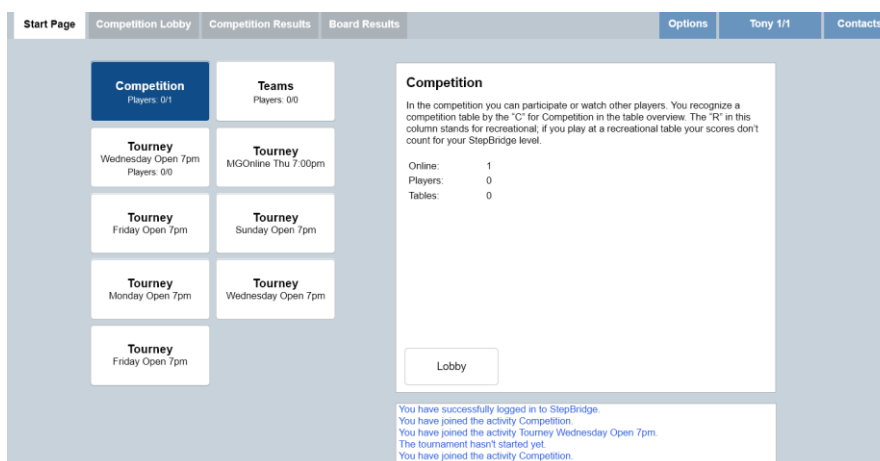 Start Page
Competition Lobby
Competition Results
Board Results
Options
Tony 1/1
Contacts
Competition
Players: 0/1
Teams
Players: 0/0
Tourney
Wednesday Open 7pm
Players: 0/0
Tourney
MGOnline Thu 7:00pm
Tourney
Friday Open 7pm
Tourney
Sunday Open 7pm
Tourney
Monday Open 7pm
Tourney
Wednesday Open 7pm
Tourney
Friday Open 7pm
Competition
In the competition you can participate or watch other players. You recognize a
competition table by the "C" for Competition in the table overview. The "R" in this
column stands for recreational; if you play at a recreational table your scores don't
count for your StepBridge level.
Online: 1
Players: 0
Tables: 0
Lobby
You have successfully logged in to StepBridge.
You have joined the activity Competition.
You have joined the activity Tourney Wednesday Open 7pm.
The tournament hasn't started yet.
You have joined the activity Competition.